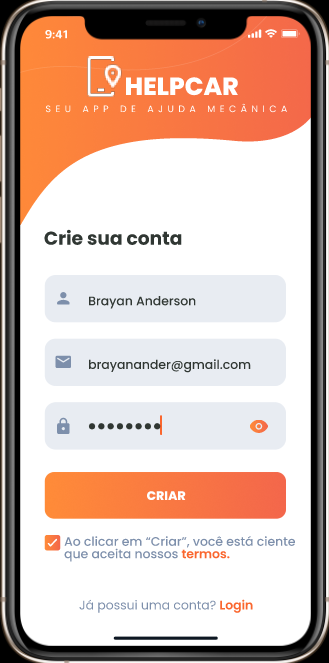 9:41
HELPCAR
SEU APP DE AJUDA MECÂNICA
Crie sua conta
Brayan Anderson
brayanander@gmail.com
●●●●●●●●
CRIAR
Ao clicar em “Criar”, você está ciente
que aceita nossos termos.
Já possui uma conta? Login